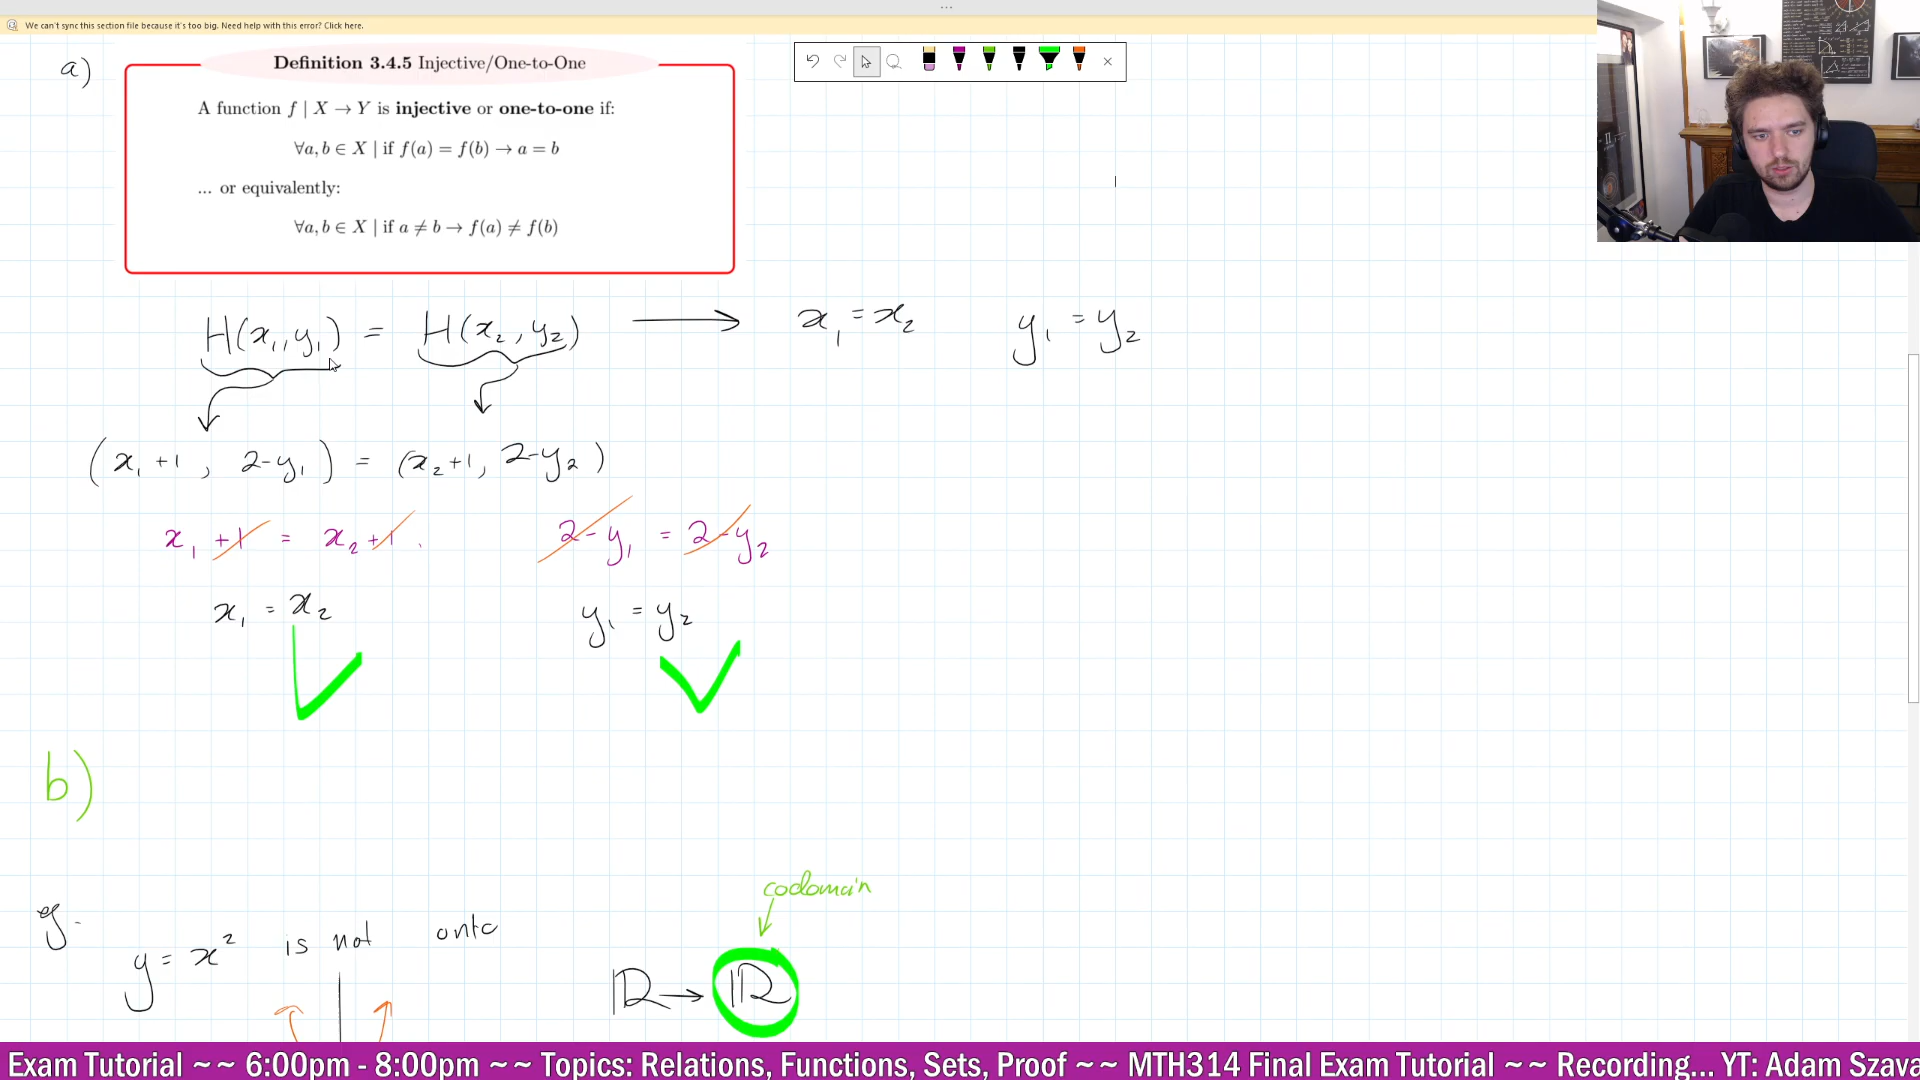 We can't sync this section file because it's too big. Need help with this error? Click here.
a)
Definition 3.4.5 Injective/One-to-One
A function f | X → Y is injective or one-to-one if:
∀a, b ∈ X | if f(a) = f(b) → a = b
... or equivalently:
∀a, b ∈ X | if a ≠ b → f(a) ≠ f(b)
H(x₁, y₁) = H(x₂, y₂) → x₁ = x₂ y₁ = y₂
(x₁ + 1, 2 - y₁) = (x₂ + 1, 2 - y₂)
x₁ + 1 = x₂ + 1 . 2 - y₁ = 2 - y₂
x₁ = x₂ y₁ = y₂
b)
codomain
eg.
y = x² is not onto
ℝ → ℝ
Exam Tutorial ~~ 6:00pm - 8:00pm ~~ Topics: Relations, Functions, Sets, Proof ~~ MTH314 Final Exam Tutorial ~~ Recording... YT: Adam Szava